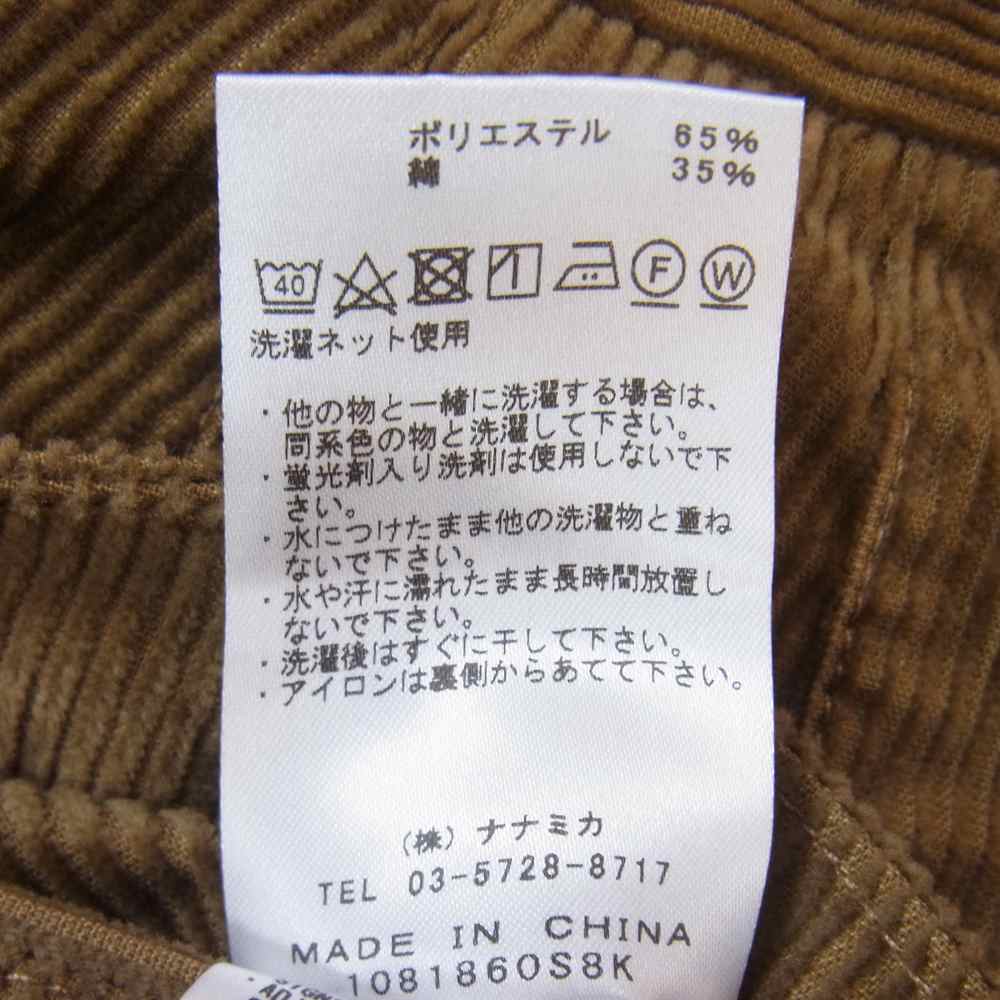 ポリエステル 65%
綿 35%
40 F W
洗濯ネット使用
・他の物と一緒に洗濯する場合は、
同系色の物と洗濯して下さい。
・蛍光剤入り洗剤は使用しないで下
さい。
・水につけたまま他の洗濯物と重ね
ないで下さい。
・水や汗に濡れたまま長時間放置し
ないで下さい。
・洗濯後はすぐに干して下さい。
・アイロンは裏側からあてて下さい。
(株) ナナミカ
TEL 03-5728-8717
MADE IN CHINA
1081860S8K